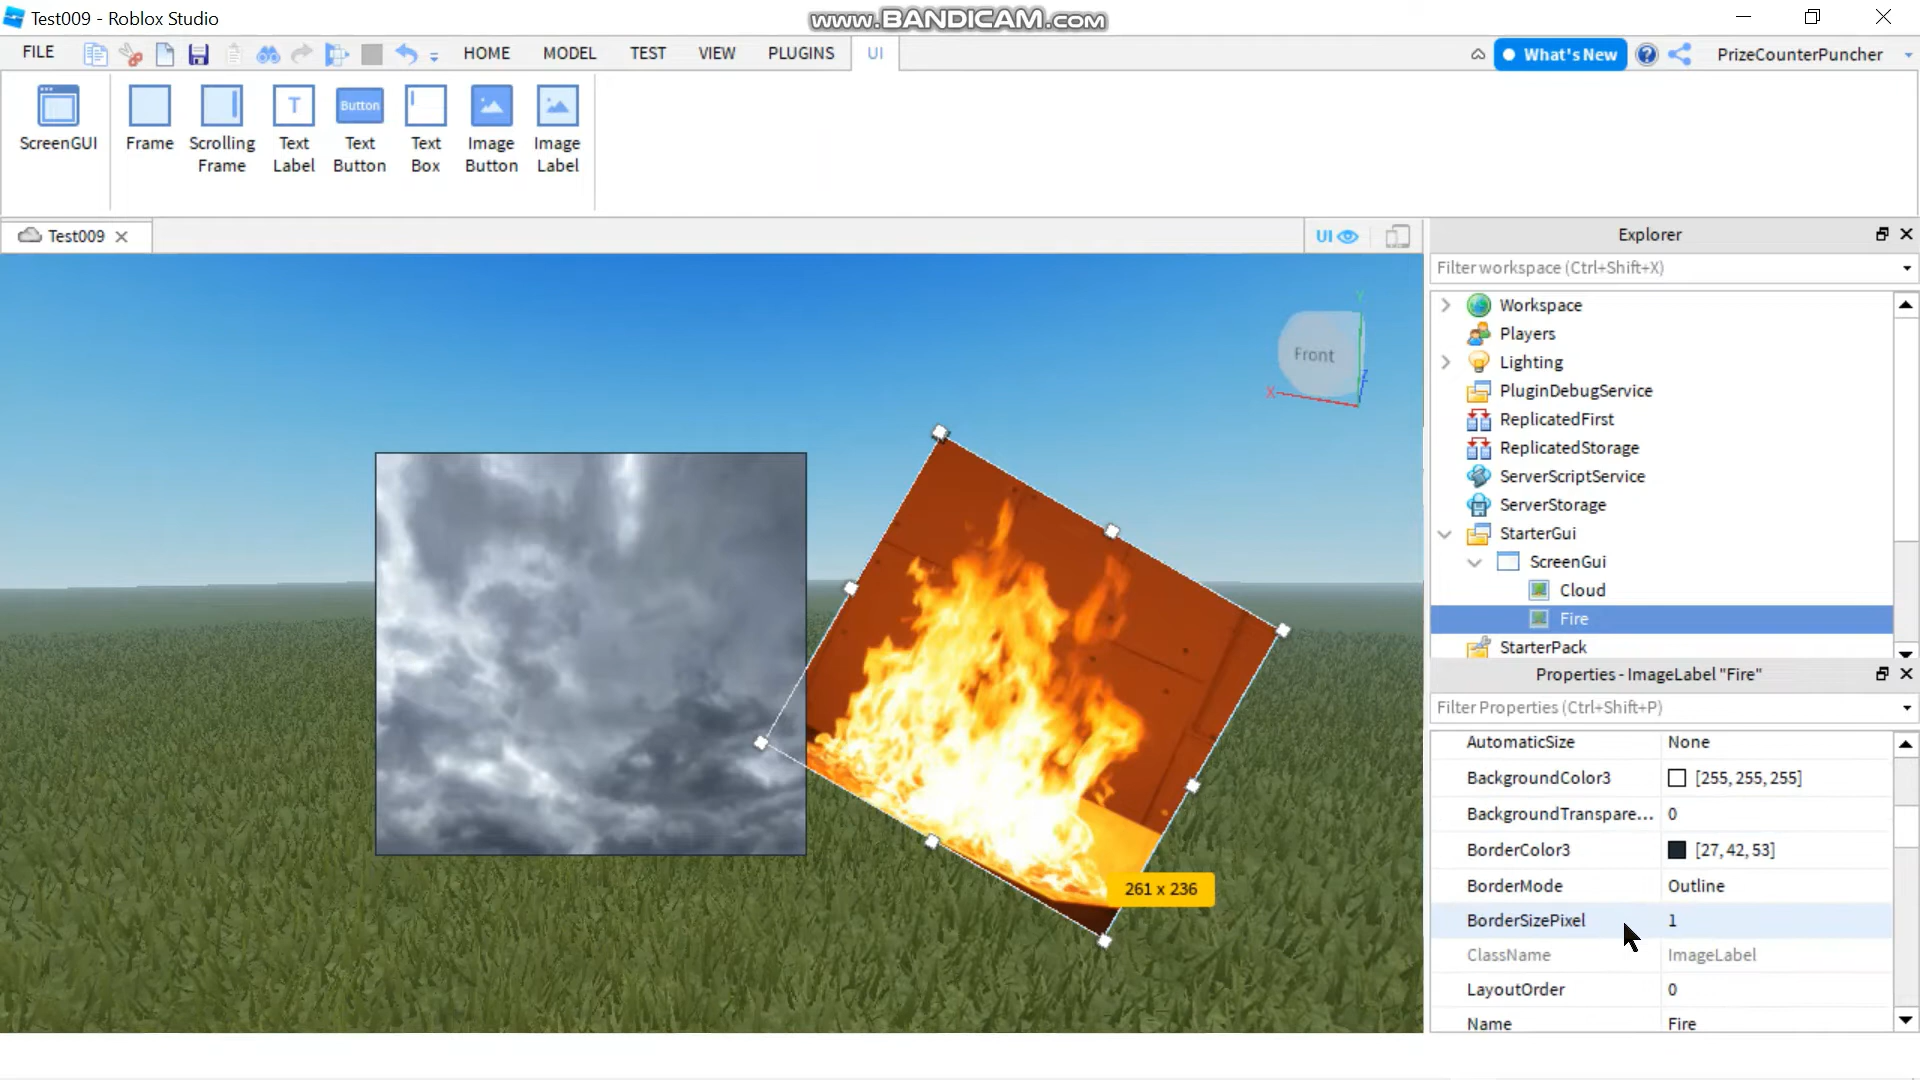 Test009 - Roblox Studio
www.BANDICAM.com
FILE
HOME
MODEL
TEST
VIEW
PLUGINS
UI
What's New
PrizeCounterPuncher
ScreenGUI
Frame
Scrolling
Frame
T
Text
Label
Button
Text
Button
Text
Box
Image
Button
Image
Label
Test009
UI
Explorer
Filter workspace (Ctrl+Shift+X)
Y
Front
X
Z
Workspace
Players
Lighting
PluginDebugService
ReplicatedFirst
ReplicatedStorage
ServerScriptService
ServerStorage
StarterGui
ScreenGui
Cloud
Fire
StarterPack
261 x 236
Properties - ImageLabel "Fire"
Filter Properties (Ctrl+Shift+P)
AutomaticSize None
BackgroundColor3 [255, 255, 255]
BackgroundTranspare... 0
BorderColor3 [27, 42, 53]
BorderMode Outline
BorderSizePixel 1
ClassName ImageLabel
LayoutOrder 0
Name Fire